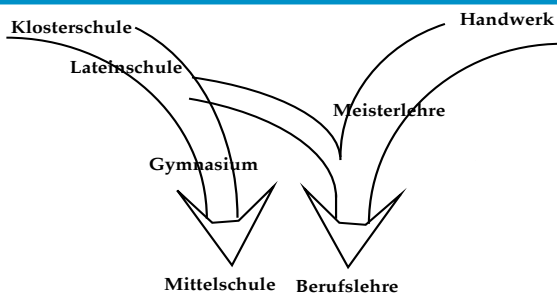 Klosterschule
Handwerk
Lateinschule
Meisterlehre
Gymnasium
Mittelschule
Berufslehre